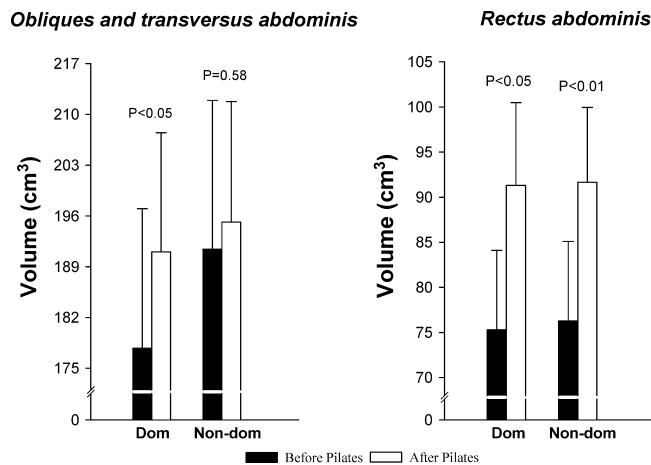 Obliques and transversus abdominis
Rectus abdominis
Volume (cm³)
217
210
203
196
189
182
175
0
P<0.05
P=0.58
Dom
Non-dom
Volume (cm³)
105
100
95
90
85
80
75
70
0
P<0.05
P<0.01
Dom
Non-dom
Before Pilates
After Pilates